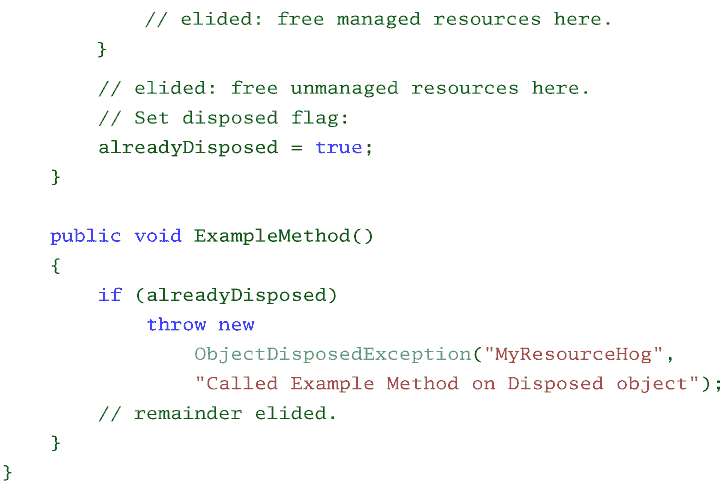 // elided: free managed resources here.
}
// elided: free unmanaged resources here.
// Set disposed flag:
alreadyDisposed = true;
}
public void ExampleMethod()
{
if (alreadyDisposed)
throw new
ObjectDisposedException("MyResourceHog",
"Called Example Method on Disposed object");
// remainder elided.
}
}